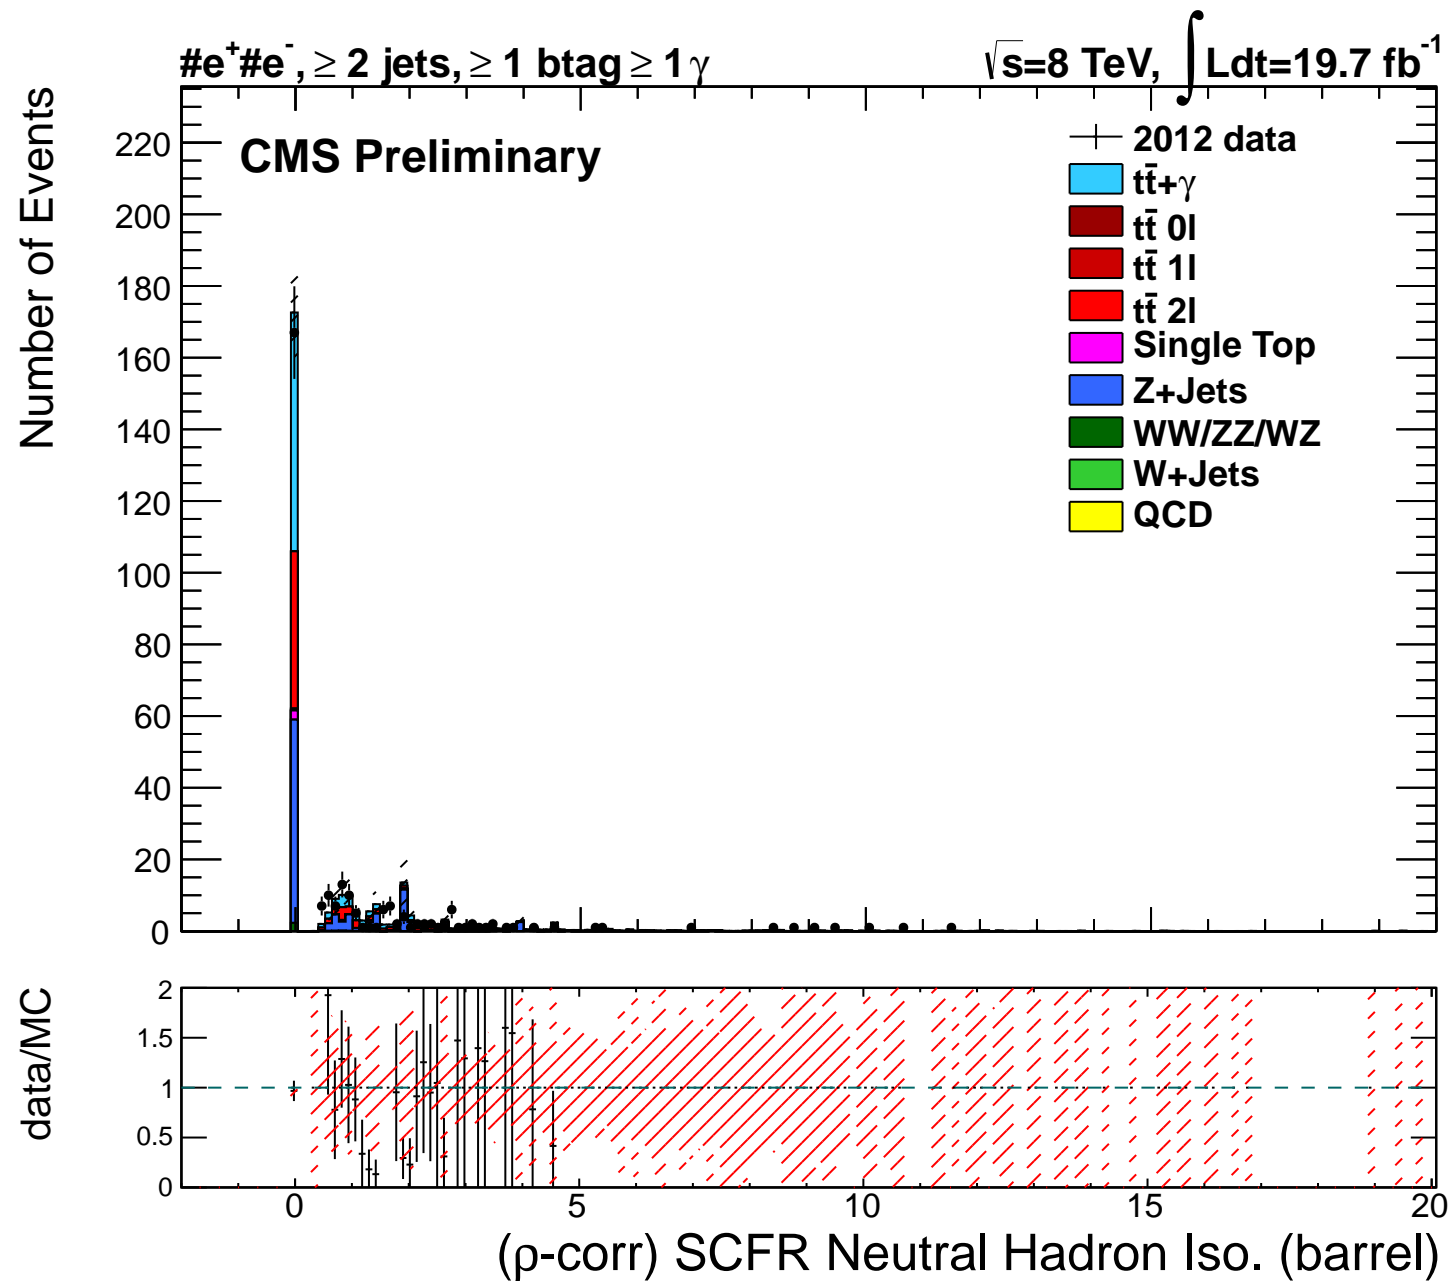 #e⁺#e⁻, ≥ 2 jets, ≥ 1 btag ≥ 1γ
√s=8 TeV, ∫Ldt=19.7 fb⁻¹
CMS Preliminary
2012 data
tt̄+γ
tt̄ 0l
tt̄ 1l
tt̄ 2l
Single Top
Z+Jets
WW/ZZ/WZ
W+Jets
QCD
Number of Events
220
200
180
160
140
120
100
80
60
40
20
0
data/MC
2
1.5
1
0.5
0
0 5 10 15 20
(ρ-corr) SCFR Neutral Hadron Iso. (barrel)